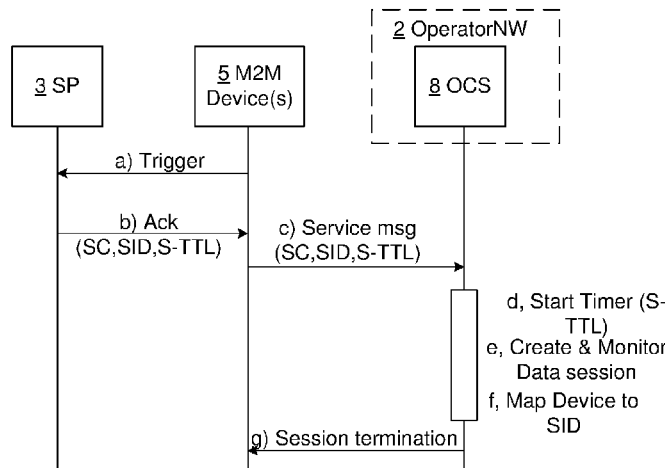 2 OperatorNW
3 SP
5 M2M
Device(s)
8 OCS
a) Trigger
b) Ack
(SC,SID,S-TTL)
c) Service msg
(SC,SID,S-TTL)
d, Start Timer (S-
TTL)
e, Create & Monitor
Data session
f, Map Device to
SID
g) Session termination